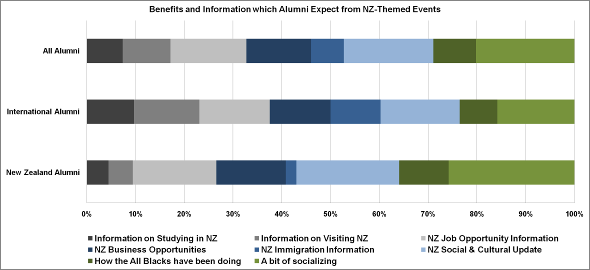 Benefits and Information which Alumni Expect from NZ-Themed Events
All Alumni
International Alumni
New Zealand Alumni
0% 10% 20% 30% 40% 50% 60% 70% 80% 90% 100%
Information on Studying in NZ Information on Visiting NZ NZ Job Opportunity Information
NZ Business Opportunities NZ Immigration Information NZ Social & Cultural Update
How the All Blacks have been doing A bit of socializing